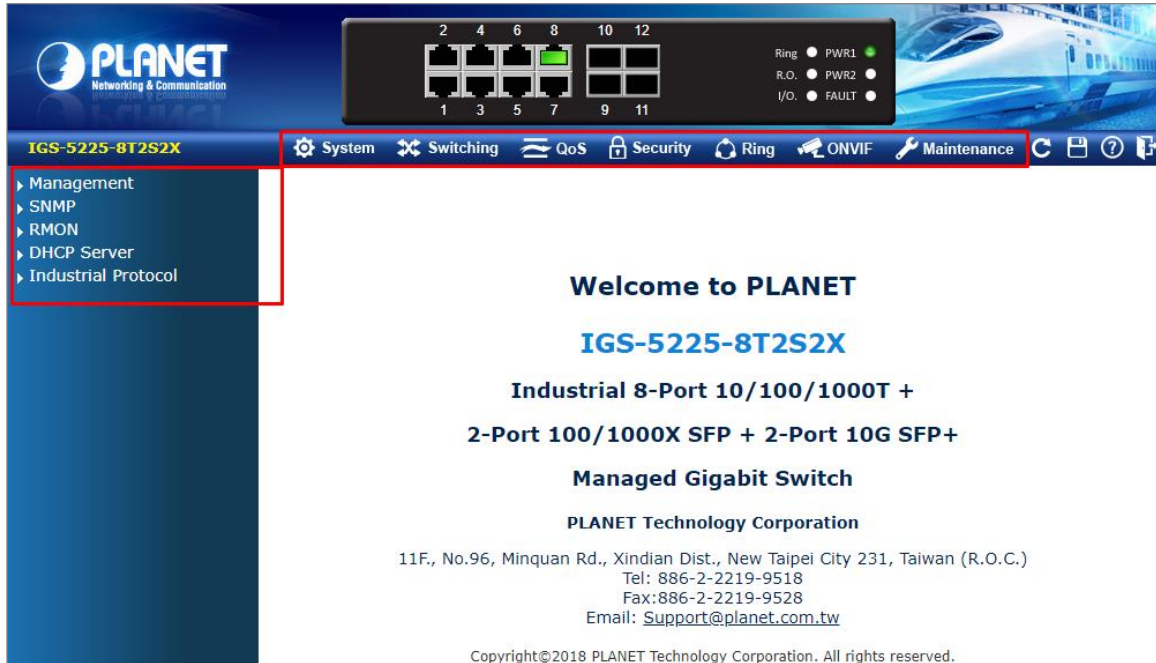 PLANET
Networking & Communication
2 4 6 8 10 12
1 3 5 7 9 11
Ring PWR1
R.O. PWR2
I/O. FAULT
IGS-5225-8T2S2X
System Switching QoS Security Ring ONVIF Maintenance
Management
SNMP
RMON
DHCP Server
Industrial Protocol
Welcome to PLANET
IGS-5225-8T2S2X
Industrial 8-Port 10/100/1000T +
2-Port 100/1000X SFP + 2-Port 10G SFP+
Managed Gigabit Switch
PLANET Technology Corporation
11F., No.96, Minquan Rd., Xindian Dist., New Taipei City 231, Taiwan (R.O.C.)
Tel: 886-2-2219-9518
Fax:886-2-2219-9528
Email: Support@planet.com.tw
Copyright©2018 PLANET Technology Corporation. All rights reserved.